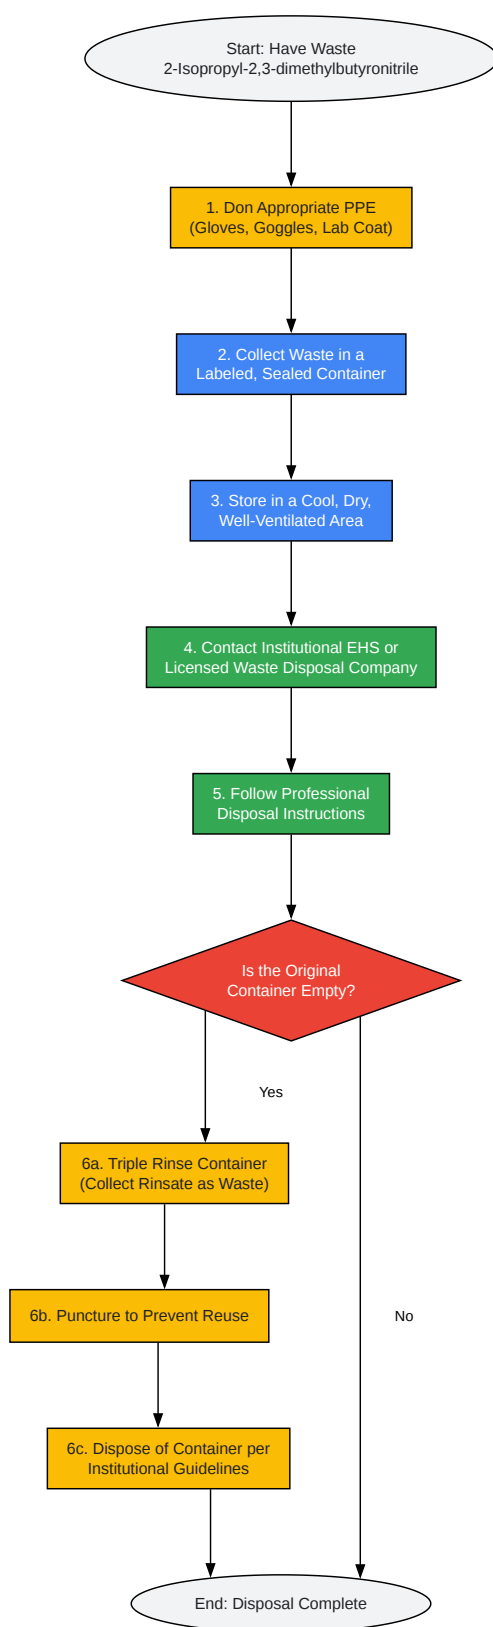 Start: Have Waste
2-Isopropyl-2,3-dimethylbutyronitrile
1. Don Appropriate PPE
(Gloves, Goggles, Lab Coat)
2. Collect Waste in a
Labeled, Sealed Container
3. Store in a Cool, Dry,
Well-Ventilated Area
4. Contact Institutional EHS or
Licensed Waste Disposal Company
5. Follow Professional
Disposal Instructions
Is the Original
Container Empty?
Yes
6a. Triple Rinse Container
(Collect Rinsate as Waste)
6b. Puncture to Prevent Reuse
No
6c. Dispose of Container per
Institutional Guidelines
End: Disposal Complete